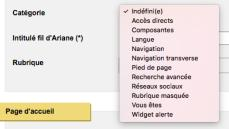 Catégorie
Intitulé fil d'Ariane (*)
Rubrique
Page d'accueil
✓ Indéfini(e)
Accès directs
Composantes
Langue
Navigation
Navigation transverse
Pied de page
Recherche avancée
Réseaux sociaux
Rubrique masquée
Vous êtes
Widget alerte